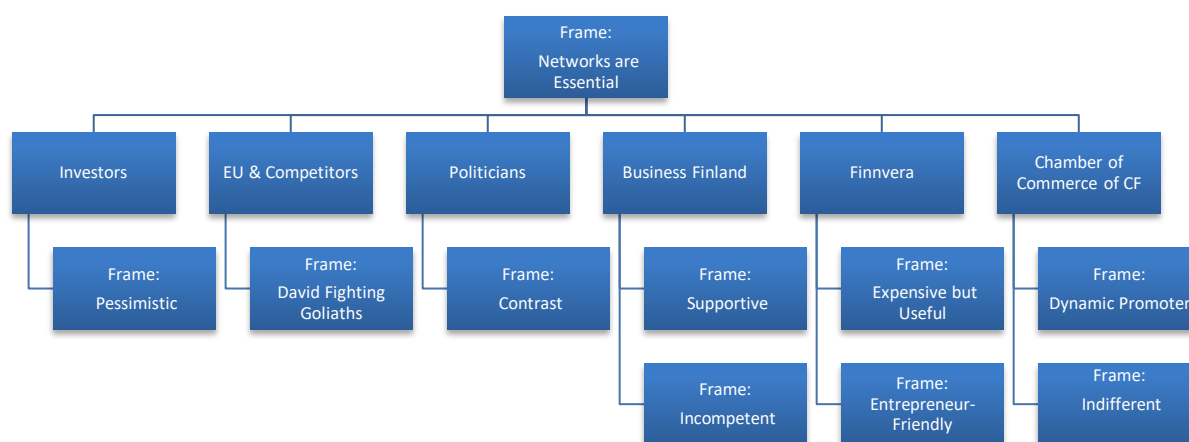 Frame:
Networks are
Essential
Investors
EU & Competitors
Politicians
Business Finland
Finnvera
Chamber of
Commerce of CF
Frame:
Pessimistic
Frame:
David Fighting
Goliaths
Frame:
Contrast
Frame:
Supportive
Frame:
Expensive but
Useful
Frame:
Dynamic Promoter
Frame:
Incompetent
Frame:
Entrepreneur-
Friendly
Frame:
Indifferent